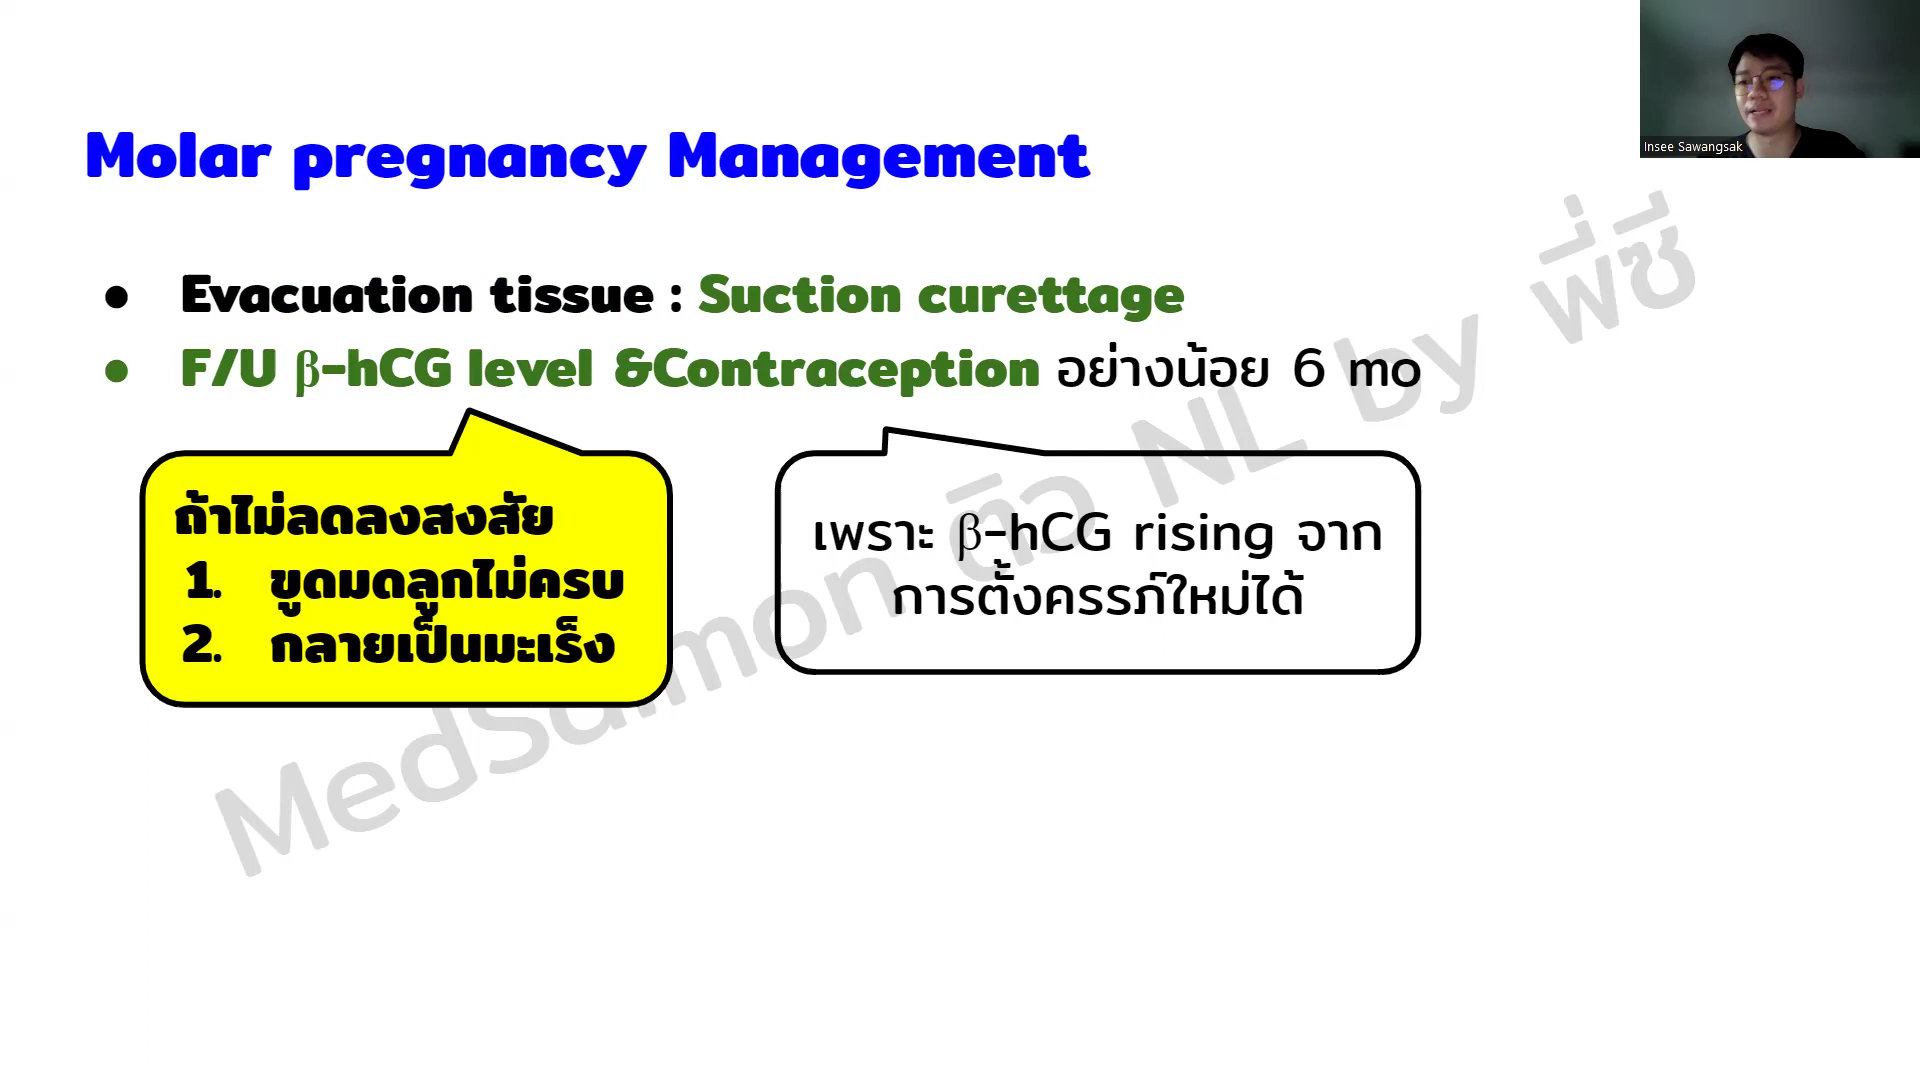 Insee Sawangsak
Molar pregnancy Management
● Evacuation tissue : Suction curettage
● F/U β-hCG level &Contraception อย่างน้อย 6 mo
ถ้าไม่ลดลงสงสัย
1. ขูดมดลูกไม่ครบ
2. กลายเป็นมะเร็ง
เพราะ β-hCG rising จาก
การตั้งครรภ์ใหม่ได้
MedSalmon ติว NL by พี่ซี